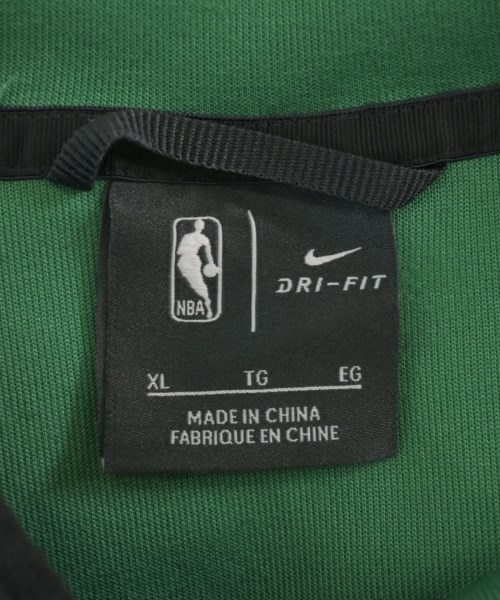 NBA
DRI-FIT
XL TG EG
MADE IN CHINA
FABRIQUE EN CHINE